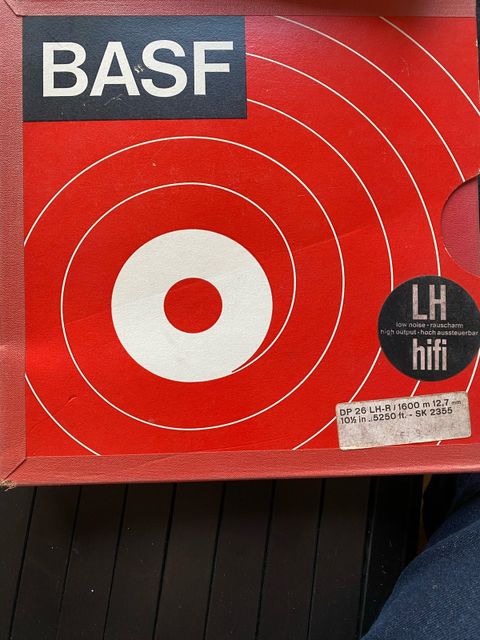 BASF
LH
low noise - rauscharm
high output - hoch aussteuerbar
hifi
DP 26 LH-R / 1600 m 12,7 mm
10½ in ..5250 ft. - SK 2355